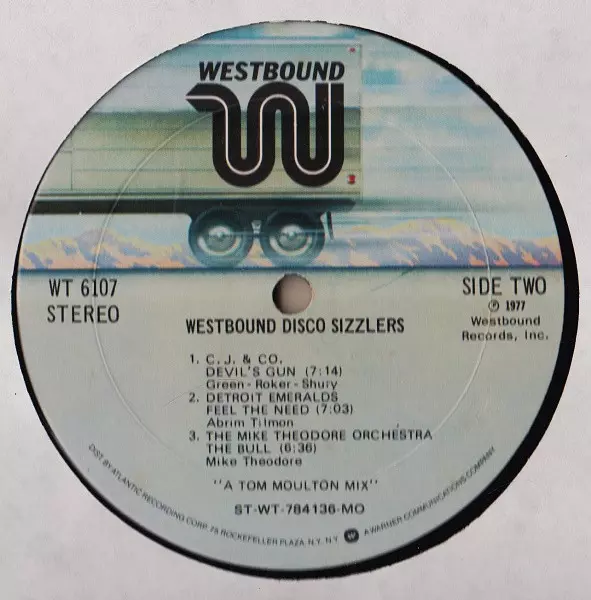 WESTBOUND
WT 6107
STEREO
SIDE TWO
℗ 1977
Westbound
Records, Inc.
WESTBOUND DISCO SIZZLERS
1. C. J. & CO.
DEVIL'S GUN (7:14)
Green - Roker - Shury
2. DETROIT EMERALDS
FEEL THE NEED (7:03)
Abrim Tilmon
3. THE MIKE THEODORE ORCHESTRA
THE BULL (6:36)
Mike Theodore
"A TOM MOULTON MIX"
ST-WT-784136-MO
DIST. BY ATLANTIC RECORDING CORP. 75 ROCKEFELLER PLAZA, N.Y. N.Y. A WARNER COMMUNICATIONS COMPANY